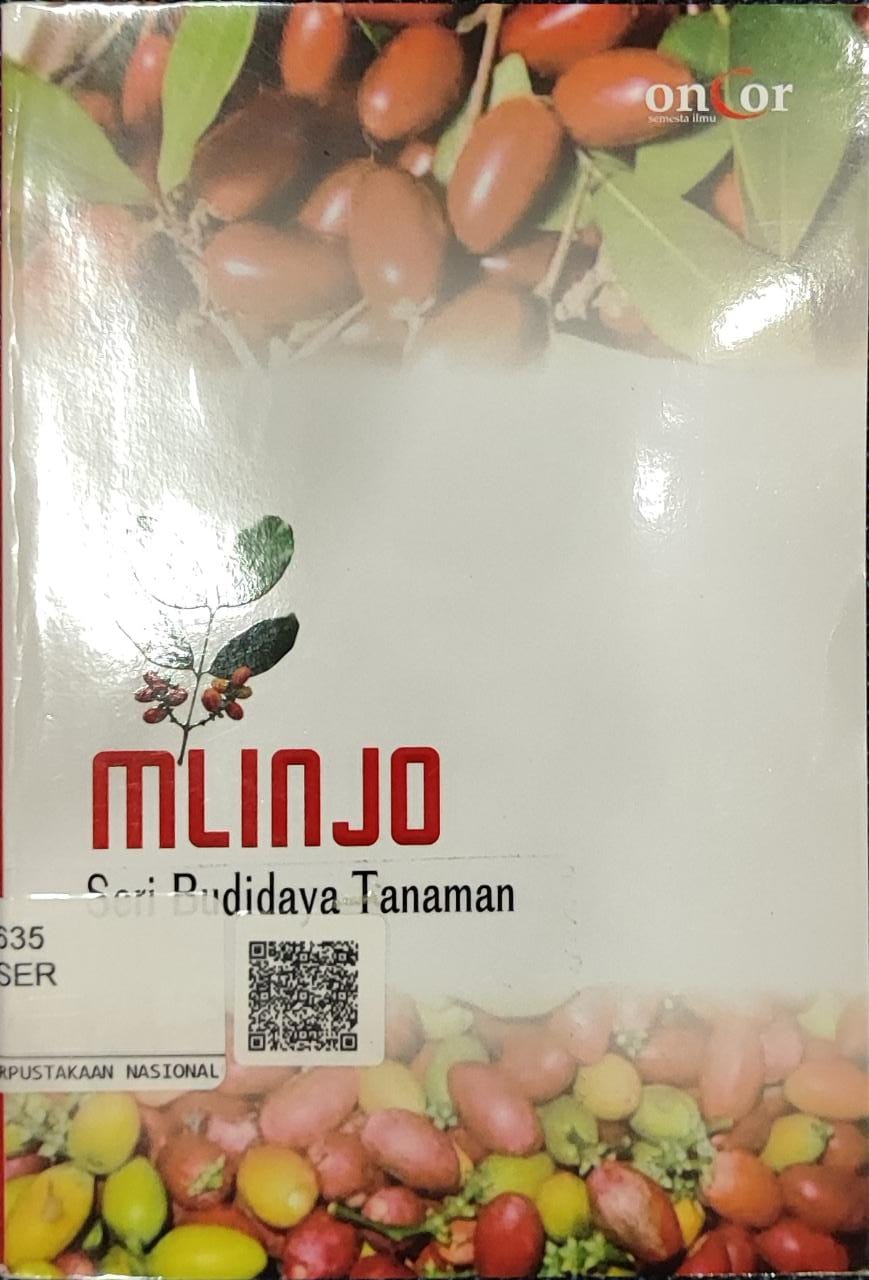 onCor
semesta ilmu
MLINJO
Seri Budidaya Tanaman
635
SER
RPUSTAKAAN NASIONAL